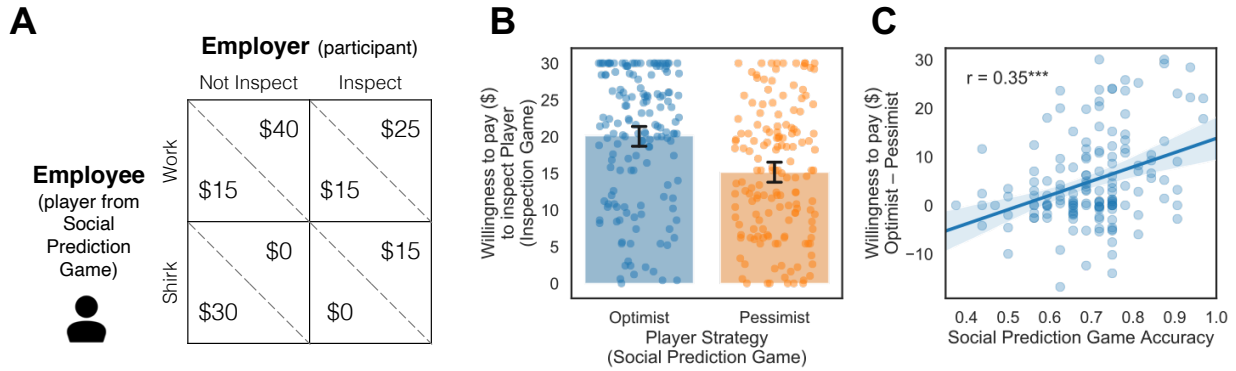 A
Employer (participant)
Not Inspect
Inspect
Employee
(player from
Social
Prediction
Game)
Work
$40
$15
$25
$15
Shirk
$0
$30
$15
$0
B
Willingness to pay ($)
to inspect Player
(Inspection Game)
30
25
20
15
10
5
0
Optimist
Pessimist
Player Strategy
(Social Prediction Game)
C
Willingness to pay ($)
Optimist – Pessimist
r = 0.35***
30
20
10
0
−10
0.4
0.5
0.6
0.7
0.8
0.9
1.0
Social Prediction Game Accuracy